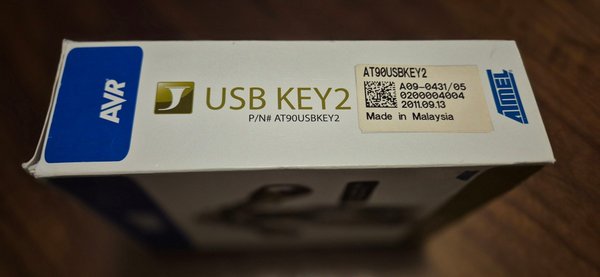 AVR
USB KEY2
P/N# AT90USBKEY2
AT90USBKEY2
A09-0431/05
0200004004
2011.09.13
Made in Malaysia
ATMEL